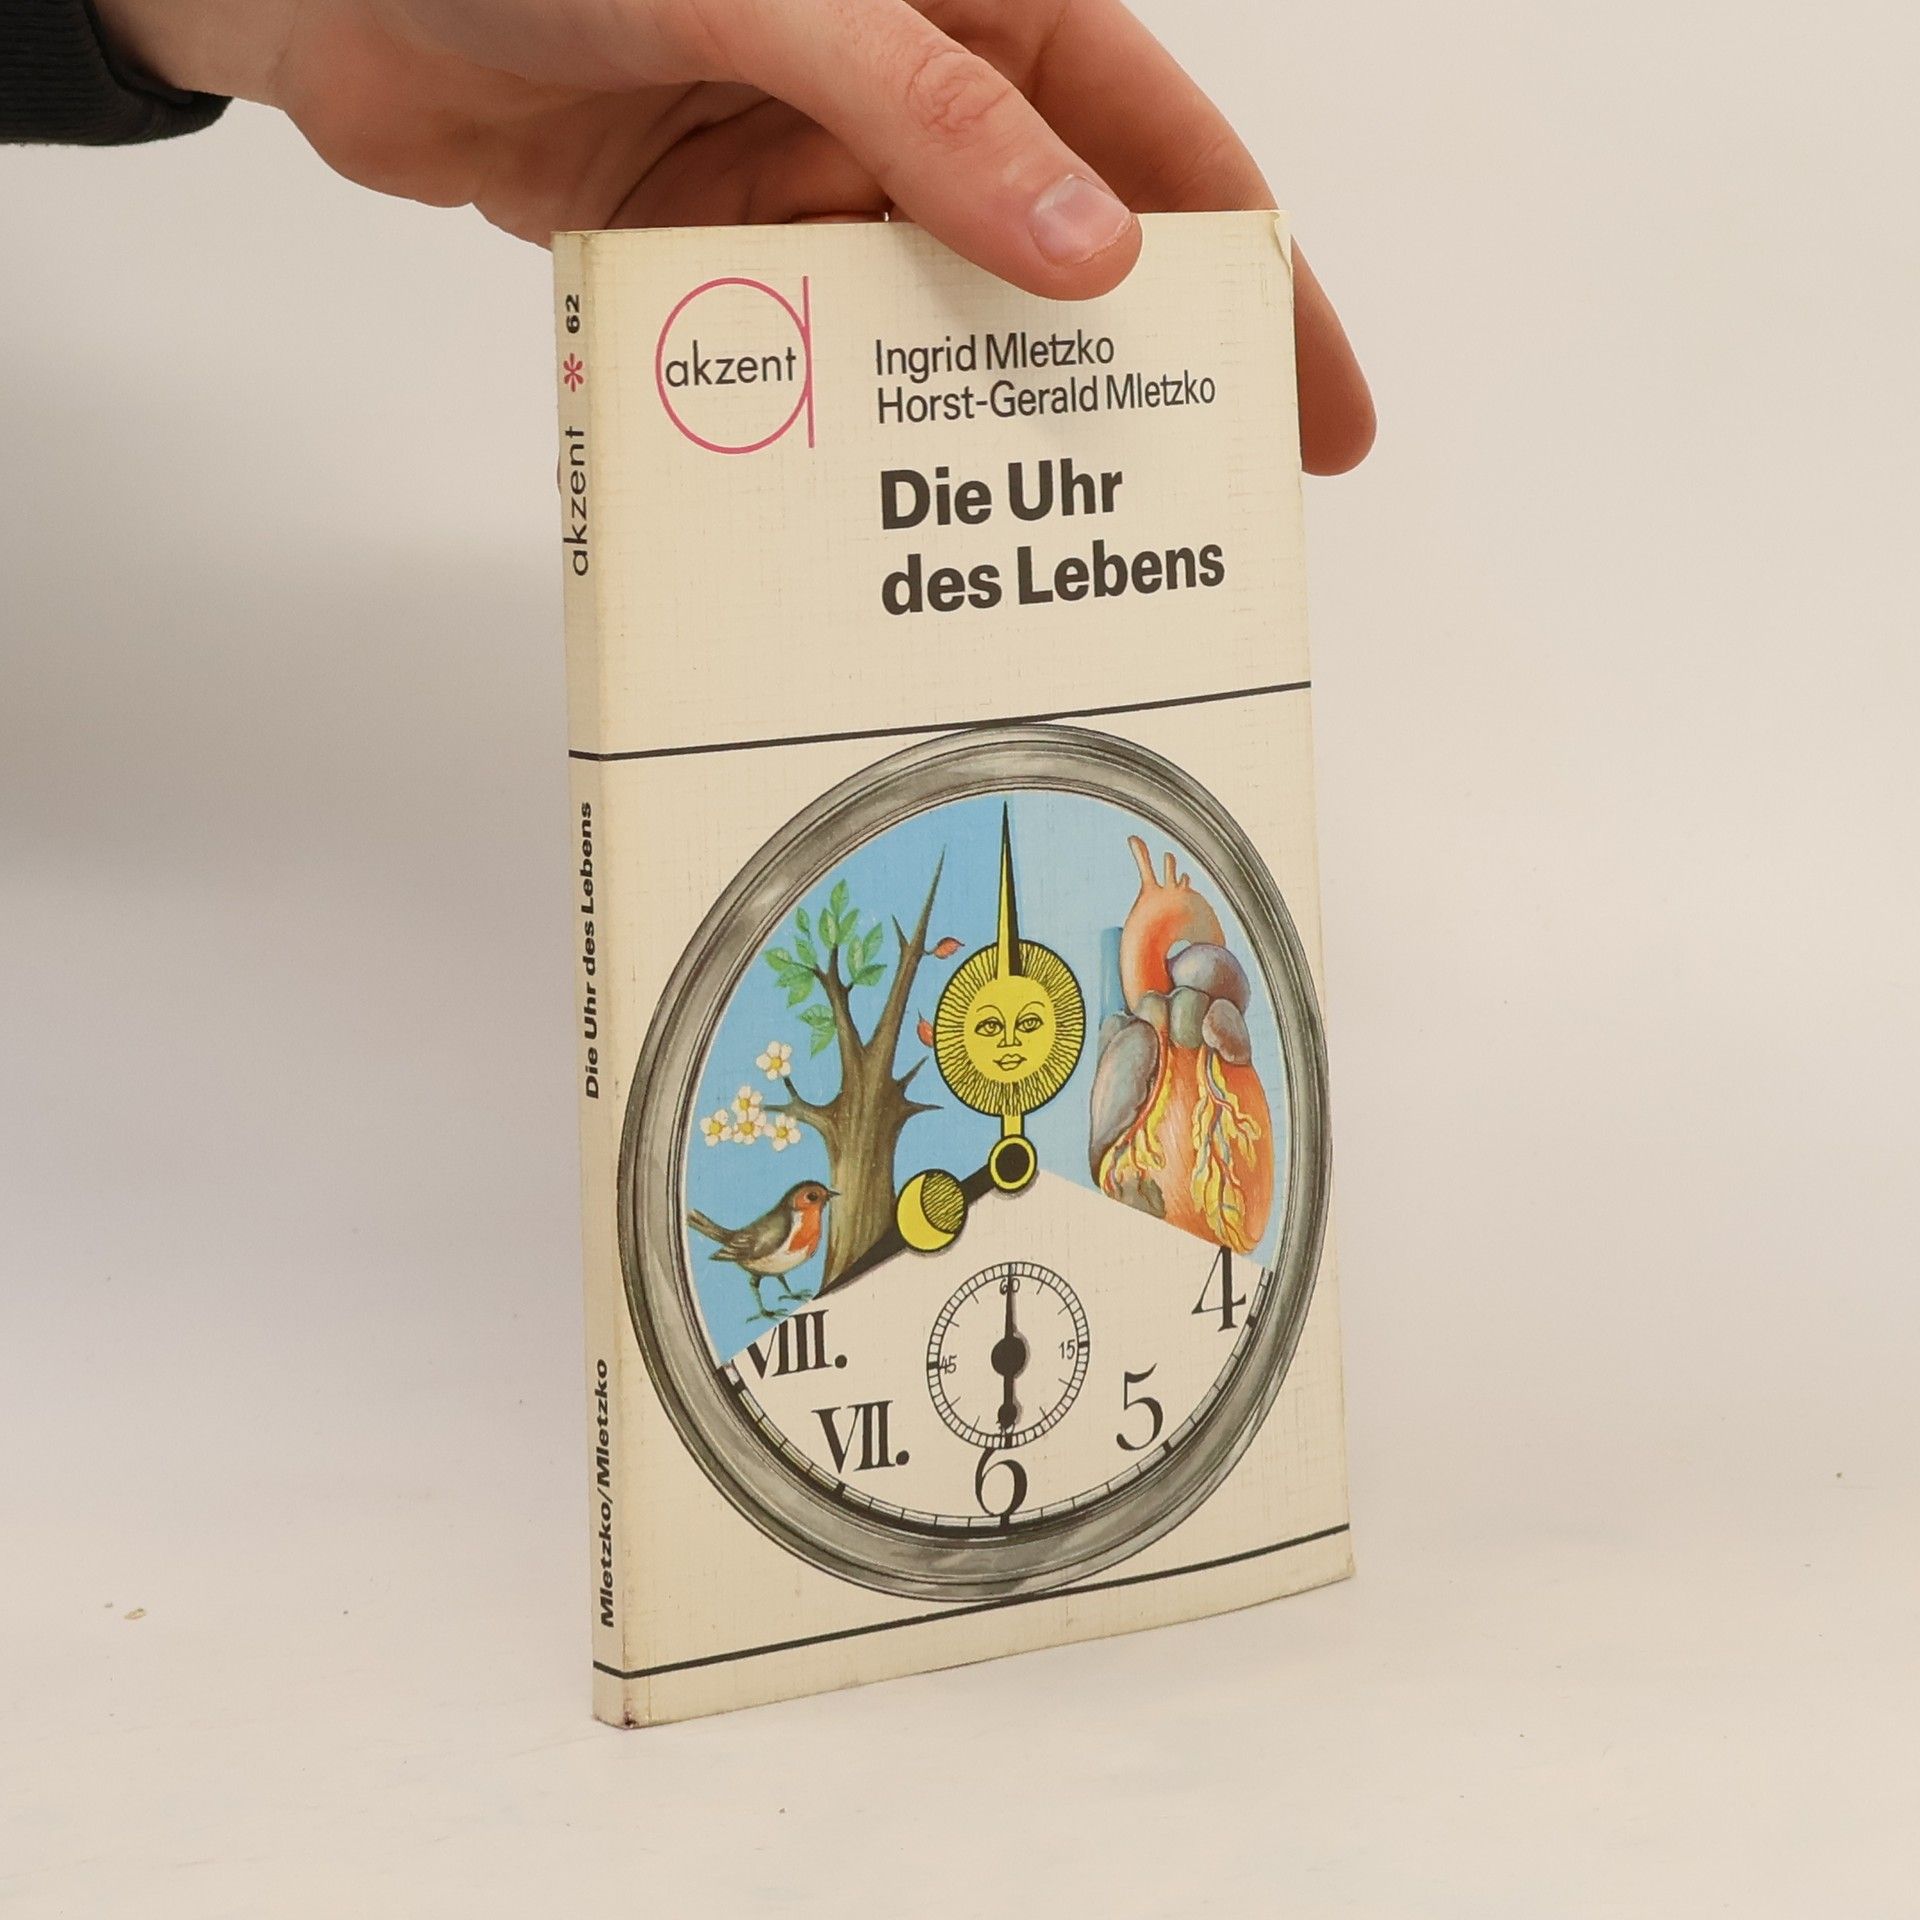 akzent * 62
Die Uhr des Lebens
Mletzko/Mletzko
akzent
Ingrid Mletzko
Horst-Gerald Mletzko
Die Uhr
des Lebens
VIII.
VII.
6
5
4
60
15
45